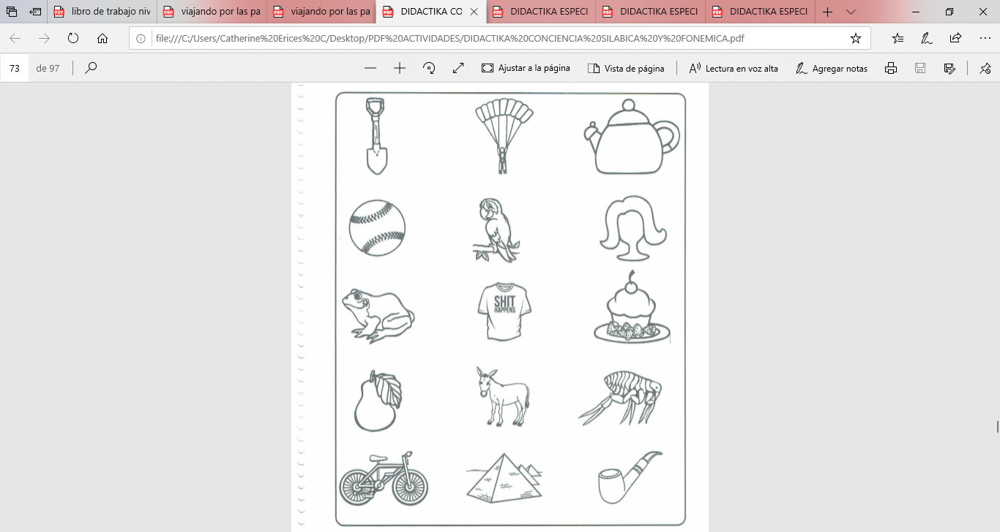 libro de trabajo niv
viajando por las pa
viajando por las pa
DIDACTIKA CO
DIDACTIKA ESPECI
DIDACTIKA ESPECI
DIDACTIKA ESPECI
file:///C:/Users/Catherine%20Erices%20C/Desktop/PDF%20ACTIVIDADES/DIDACTIKA%20CONCIENCIA%20SILABICA%20Y%20FONEMICA.pdf
73 de 97
Ajustar a la página
Vista de página
Lectura en voz alta
Agregar notas
SHIT
HAPPENS